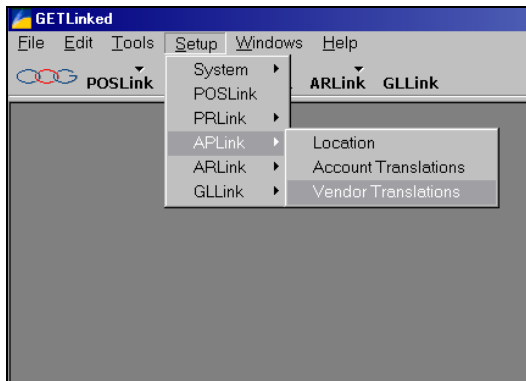 GETLinked
File Edit Tools Setup Windows Help
POSLink ARLink GLLink
System
POSLink
PRLink
APLink
ARLink
GLLink
Location
Account Translations
Vendor Translations